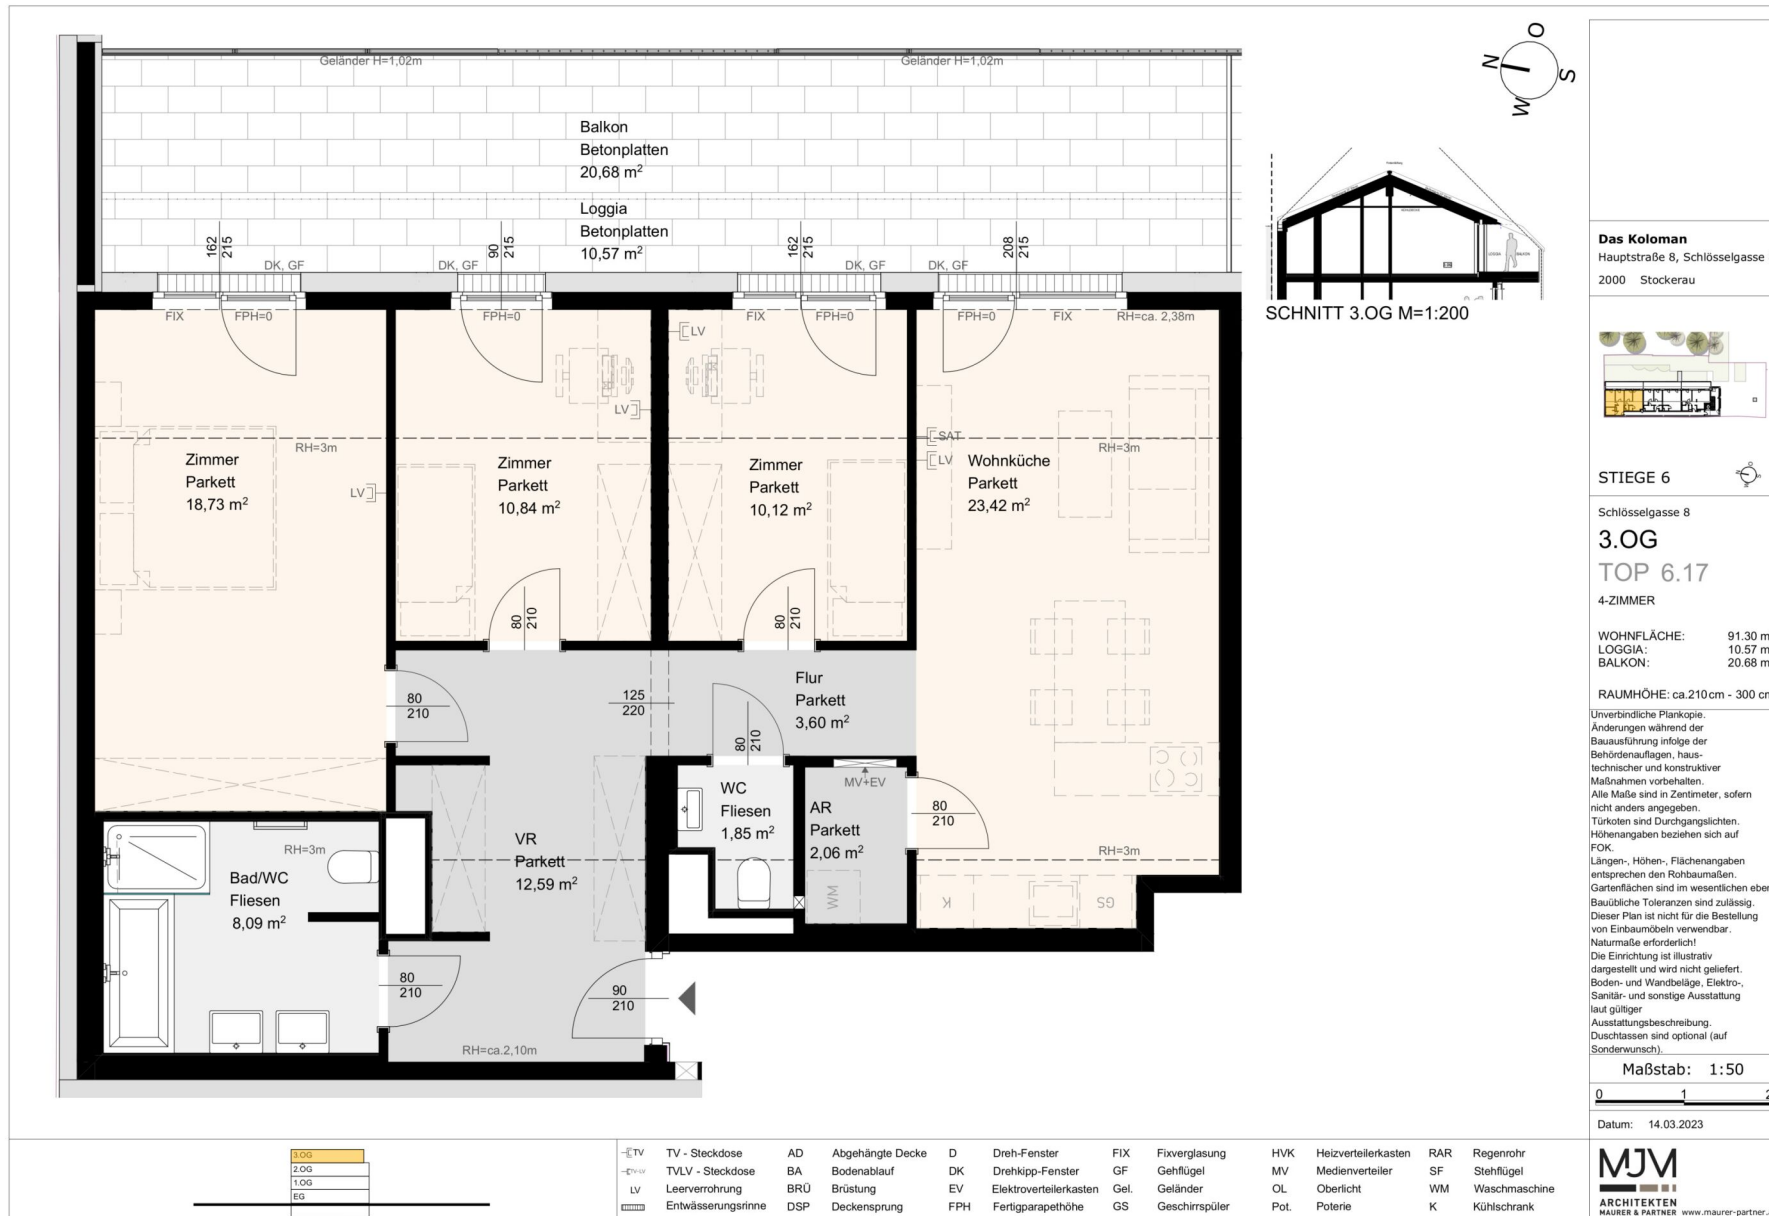 Geländer H=1,02m
Geländer H=1,02m
Balkon
Betonplatten
20,68 m²
Loggia
Betonplatten
10,57 m²
162
215
90
215
162
215
208
215
DK, GF
DK, GF
DK, GF
DK, GF
FIX
FPH=0
FPH=0
FIX
FPH=0
FPH=0
FIX
RH=ca. 2,38m
LV
LV
SAT
LV
LV
RH=3m
RH=3m
Zimmer
Parkett
18,73 m²
Zimmer
Parkett
10,84 m²
Zimmer
Parkett
10,12 m²
Wohnküche
Parkett
23,42 m²
80
210
80
210
80
210
125
220
Flur
Parkett
3,60 m²
80
210
MV+EV
WC
Fliesen
1,85 m²
AR
Parkett
2,06 m²
WM
80
210
RH=3m
K
GS
RH=3m
Bad/WC
Fliesen
8,09 m²
VR
Parkett
12,59 m²
80
210
90
210
RH=ca.2,10m
N
O
S
W
LOGGIA
BALKON
SCHNITT 3.OG M=1:200
Das Koloman
Hauptstraße 8, Schlösselgasse
2000 Stockerau
STIEGE 6
Schlösselgasse 8
3.OG
TOP 6.17
4-ZIMMER
WOHNFLÄCHE: 91.30 m
LOGGIA: 10.57 m
BALKON: 20.68 m
RAUMHÖHE: ca.210cm - 300 cm
Unverbindliche Plankopie.
Änderungen während der
Bauausführung infolge der
Behördenauflagen, haus-
technischer und konstruktiver
Maßnahmen vorbehalten.
Alle Maße sind in Zentimeter, sofern
nicht anders angegeben.
Türkoten sind Durchgangslichten.
Höhenangaben beziehen sich auf
FOK.
Längen-, Höhen-, Flächenangaben
entsprechen den Rohbaumaßen.
Gartenflächen sind im wesentlichen eben
Bauübliche Toleranzen sind zulässig.
Dieser Plan ist nicht für die Bestellung
von Einbaumöbeln verwendbar.
Naturmaße erforderlich!
Die Einrichtung ist illustrativ
dargestellt und wird nicht geliefert.
Boden- und Wandbeläge, Elektro-,
Sanitär- und sonstige Ausstattung
laut gültiger
Ausstattungsbeschreibung.
Duschtassen sind optional (auf
Sonderwunsch).
Maßstab: 1:50
0 1 2
Datum: 14.03.2023
MJM
ARCHITEKTEN
MAURER & PARTNER www.maurer-partner.
3.OG
2.OG
1.OG
EG
TV TV - Steckdose AD Abgehängte Decke D Dreh-Fenster FIX Fixverglasung HVK Heizverteilerkasten RAR Regenrohr
TV-LV TVLV - Steckdose BA Bodenablauf DK Drehkipp-Fenster GF Gehflügel MV Medienverteiler SF Stehflügel
LV Leerverrohrung BRÜ Brüstung EV Elektroverteilerkasten Gel. Geländer OL Oberlicht WM Waschmaschine
Entwässerungsrinne DSP Deckensprung FPH Fertigparapethöhe GS Geschirrspüler Pot. Poterie K Kühlschrank